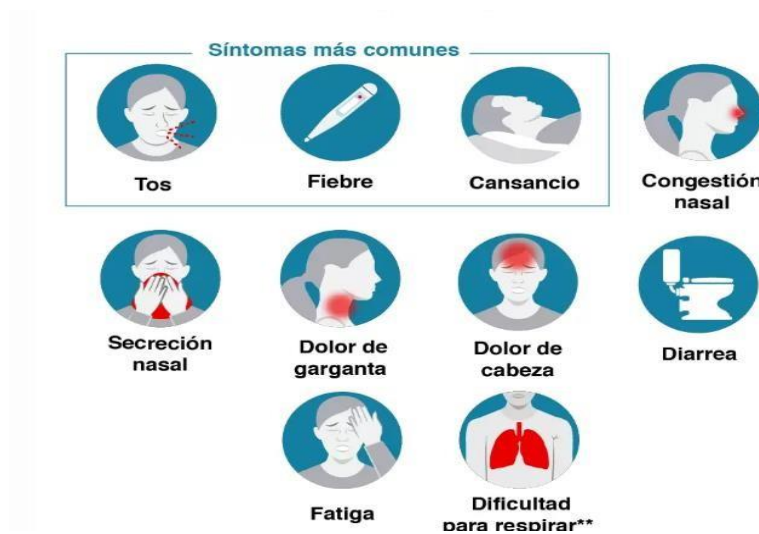 Síntomas más comunes
Tos
Fiebre
Cansancio
Congestión
nasal
Secreción
nasal
Dolor de
garganta
Dolor de
cabeza
Diarrea
Fatiga
Dificultad
para respirar**